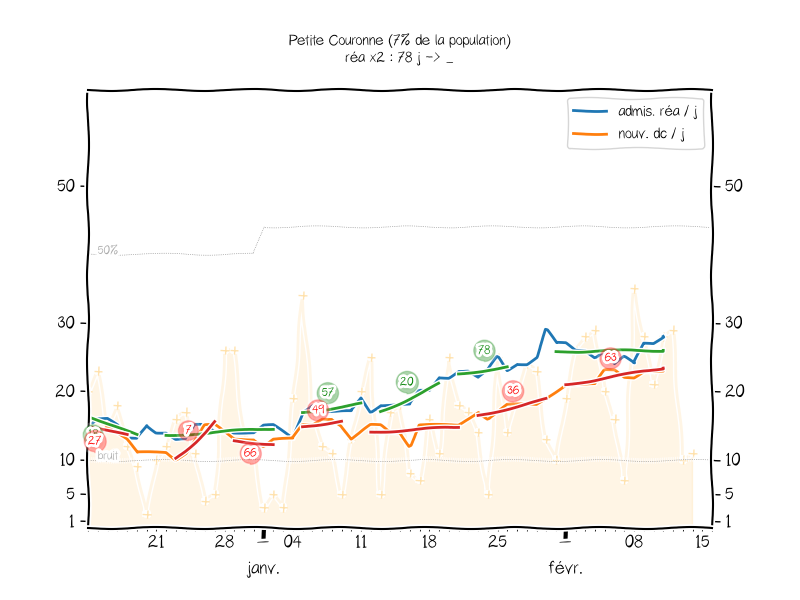 Petite Couronne (7% de la population)
réa x2 : 78 j -> _
admis. réa / j
nouv. dc / j
50 50
50%
30 30
78
63
20 57 20 36 20
49
7
27
66
bruit
10 10
5 5
1 1
21 28 04 11 18 25 08 15
janv. févr.